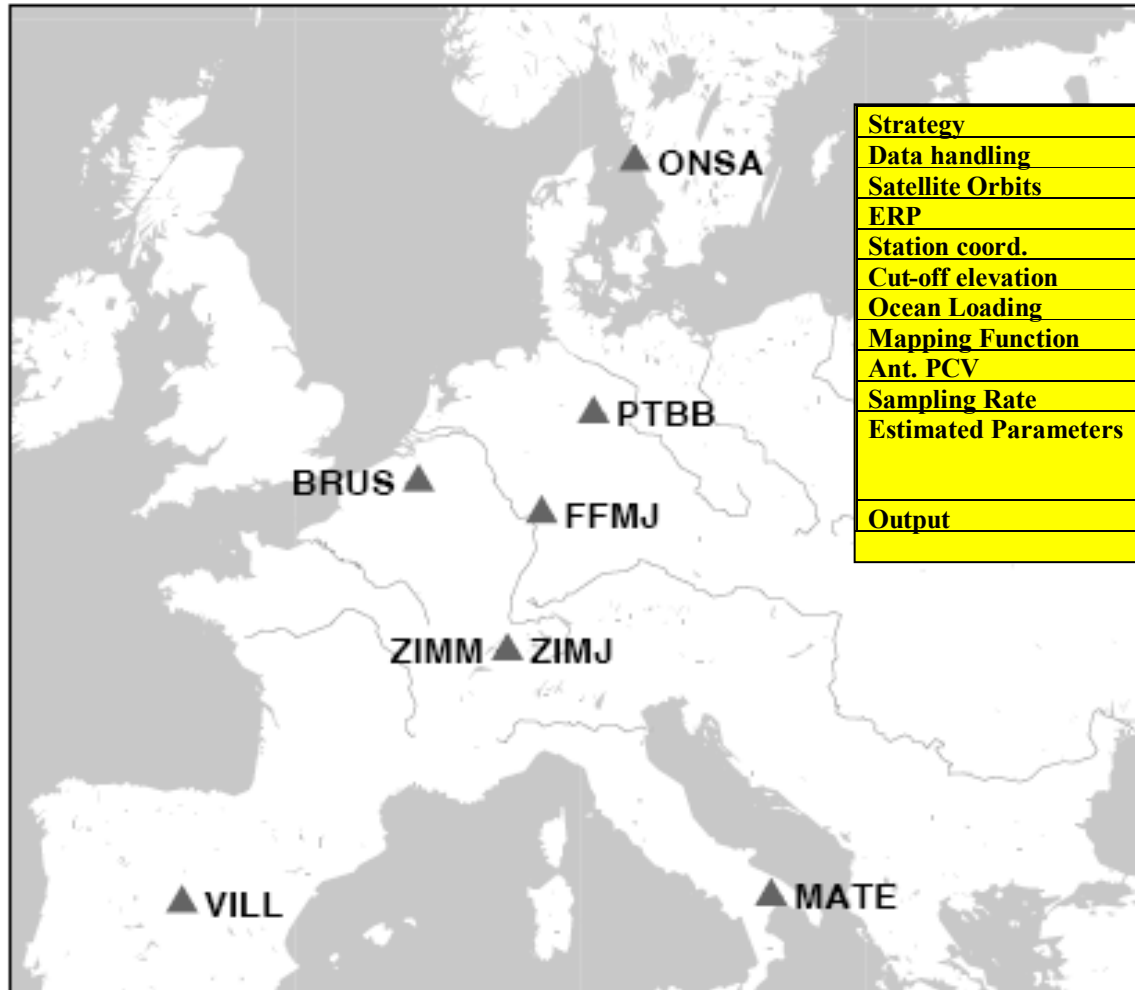 ONSA
PTBB
BRUS
FFMJ
ZIMM ZIMJ
VILL
MATE
Strategy
Data handling
Satellite Orbits
ERP
Station coord.
Cut-off elevation
Ocean Loading
Mapping Function
Ant. PCV
Sampling Rate
Estimated Parameters
Output